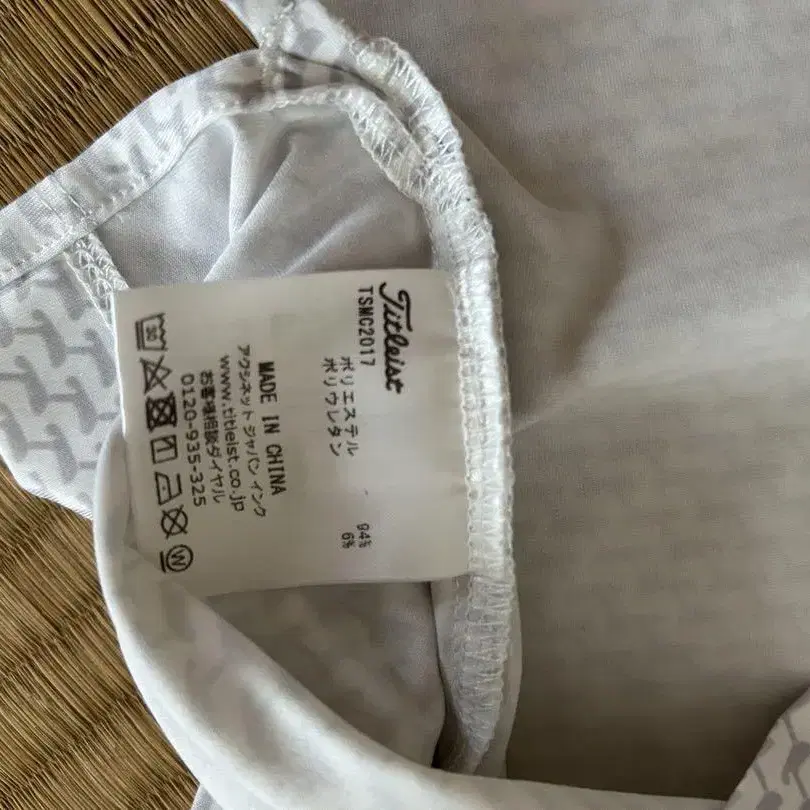 Titleist
TSMC2017
ポリエステル 94%
ポリウレタン 6%
MADE IN CHINA
アクシネット ジャパン インク
www.titleist.co.jp
お客様相談ダイヤル
0120-935-325
30
W